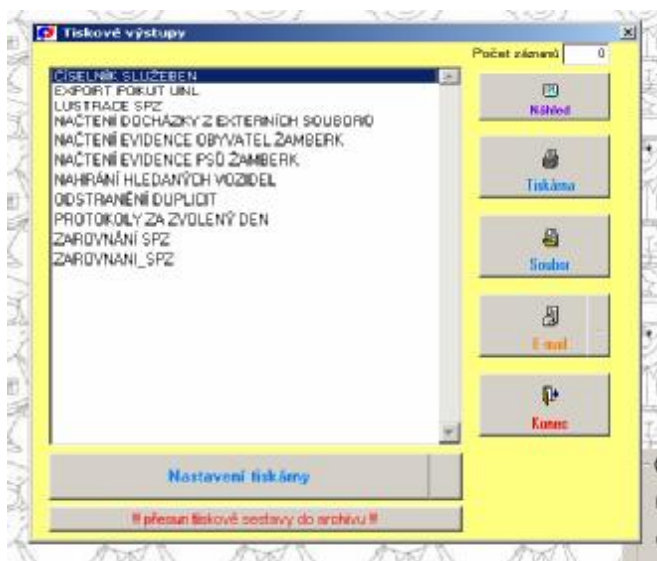 Tiskové výstupy
Počet záznamů 0
ČÍSELNÍK SLUŽEBEN
EXPORT POKUT UNL
LUSTRACE SPZ
NAČTENÍ DOCHÁZKY Z EXTERNÍCH SOUBORŮ
NAČTENÍ EVIDENCE OBYVATEL ŽAMBERK
NAČTENÍ EVIDENCE PSŮ ŽAMBERK
NAHRÁNÍ HLEDANÝCH VOZIDEL
ODSTRANĚNÍ DUPLICIT
PROTOKOLY ZA ZVOLENÝ DEN
ZAROVNÁNÍ SPZ
ZAROVNANI_SPZ
Náhled
Tiskárna
Soubor
E-mail
Konec
Nastavení tiskárny
!!! přesun tiskové sestavy do archívu !!!